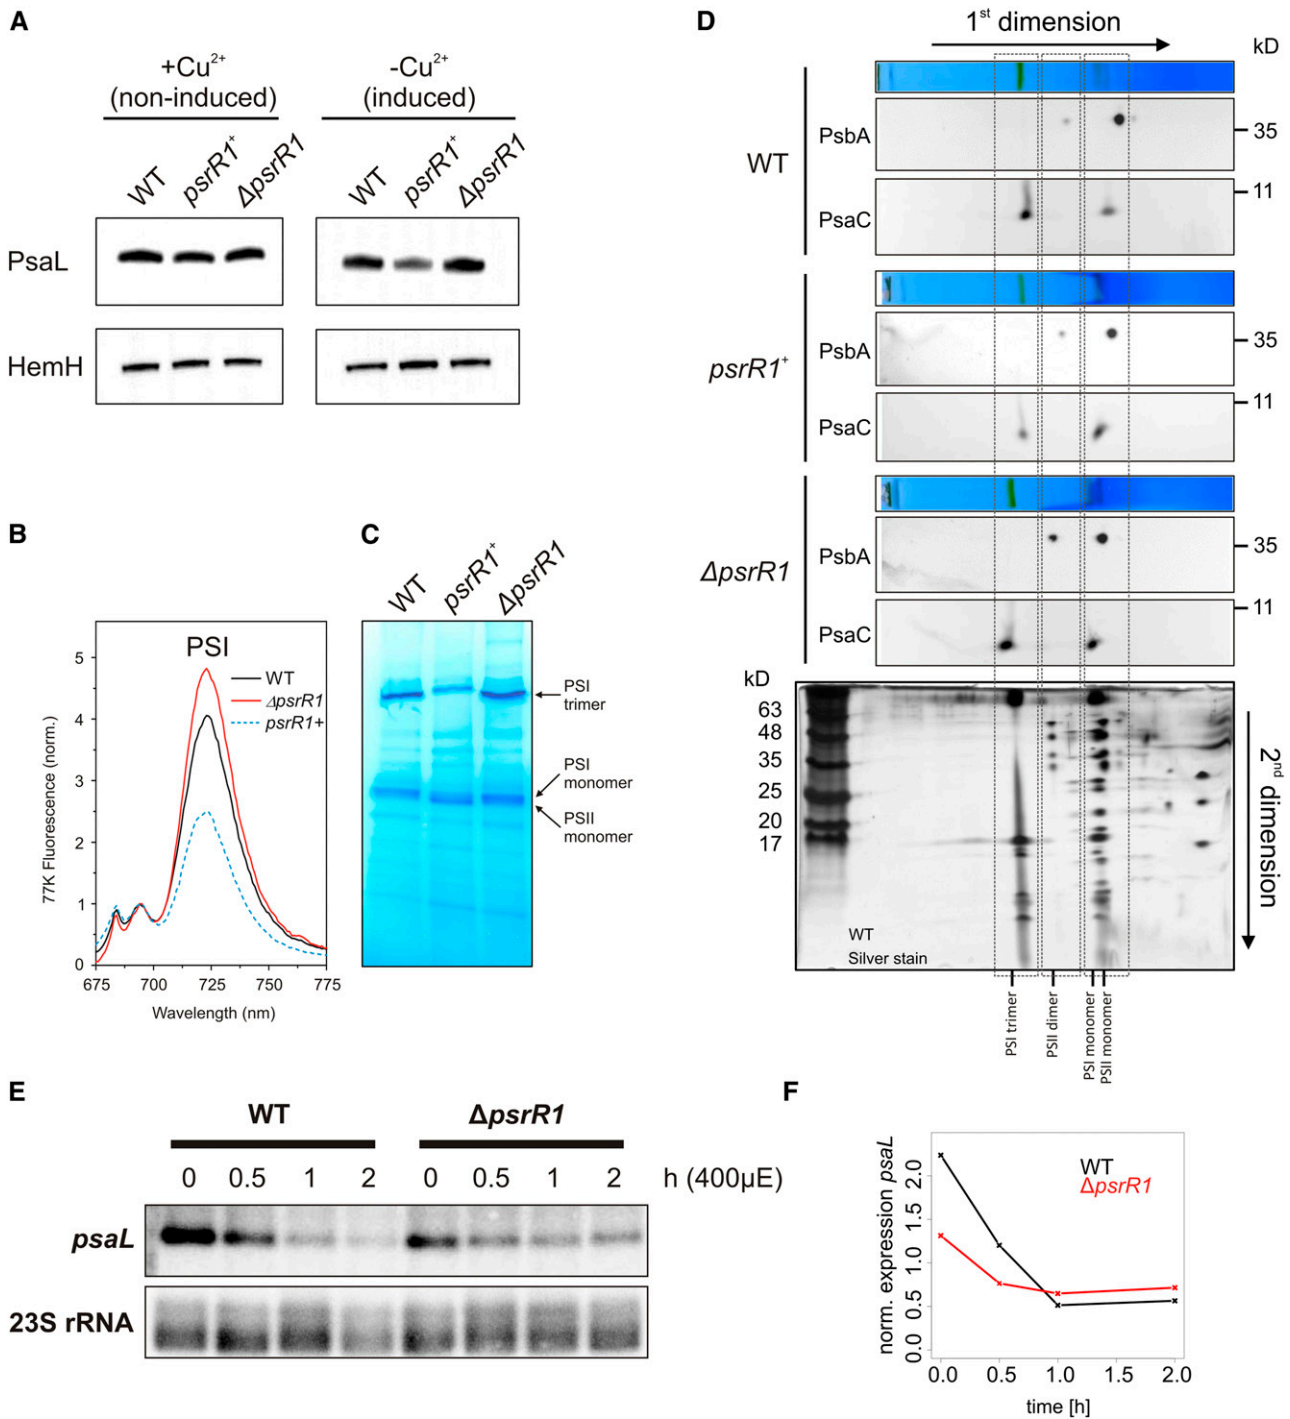 A
+Cu²⁺
(non-induced)
-Cu²⁺
(induced)
WT
psrR1⁺
ΔpsrR1
WT
psrR1⁺
ΔpsrR1
PsaL
HemH
B
PSI
WT
ΔpsrR1
psrR1+
77K Fluorescence (norm.)
5
4
3
2
1
0
675
700
725
750
775
Wavelength (nm)
C
WT
psrR1⁺
ΔpsrR1
PSI
trimer
PSI
monomer
PSII
monomer
D
1ˢᵗ dimension
kD
WT
PsbA
35
PsaC
11
psrR1⁺
PsbA
35
PsaC
11
ΔpsrR1
PsbA
35
PsaC
11
kD
63
48
35
25
20
17
WT
Silver stain
2ⁿᵈ dimension
PSI trimer
PSII dimer
PSI monomer
PSII monomer
E
WT
ΔpsrR1
0 0.5 1 2 0 0.5 1 2 h (400µE)
psaL
23S rRNA
F
norm. expression psaL
2.0
1.5
1.0
0.5
0.0
WT
ΔpsrR1
0.0 0.5 1.0 1.5 2.0
time [h]